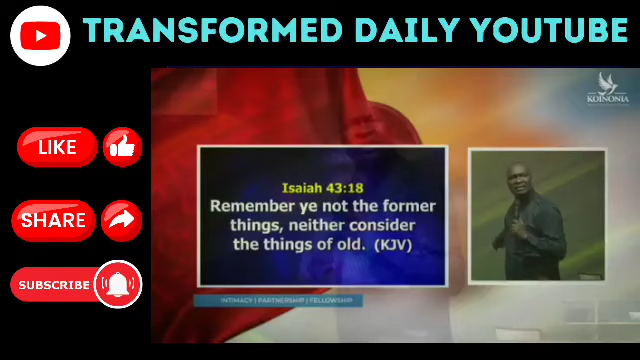 TRANSFORMED DAILY YOUTUBE
KOINONIA
LIKE
SHARE
SUBSCRIBE
Isaiah 43:18
Remember ye not the former
things, neither consider
the things of old. (KJV)
INTIMACY | PARTNERSHIP | FELLOWSHIP